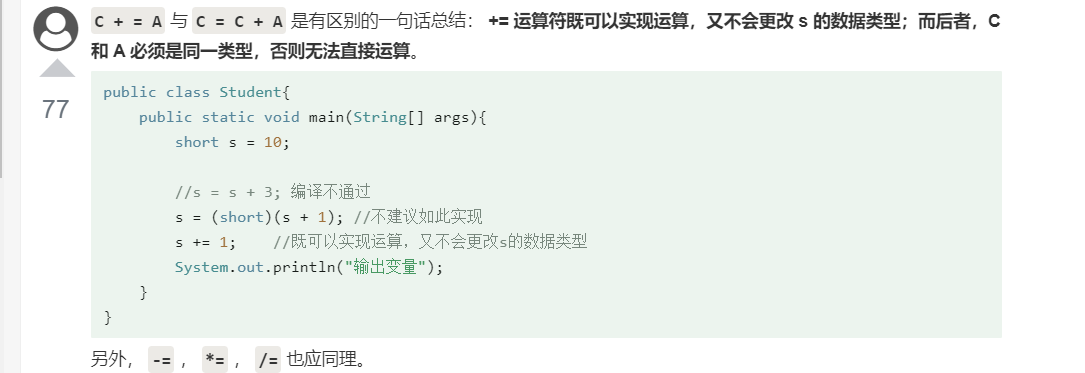 C + = A 与 C = C + A 是有区别的一句话总结： += 运算符既可以实现运算，又不会更改 s 的数据类型；而后者，C
和 A 必须是同一类型，否则无法直接运算。
77
public class Student{
    public static void main(String[] args){
        short s = 10;
        //s = s + 3; 编译不通过
        s = (short)(s + 1); //不建议如此实现
        s += 1;    //既可以实现运算，又不会更改s的数据类型
        System.out.println("输出变量");
    }
}
另外， -= ， *= ， /= 也应同理。